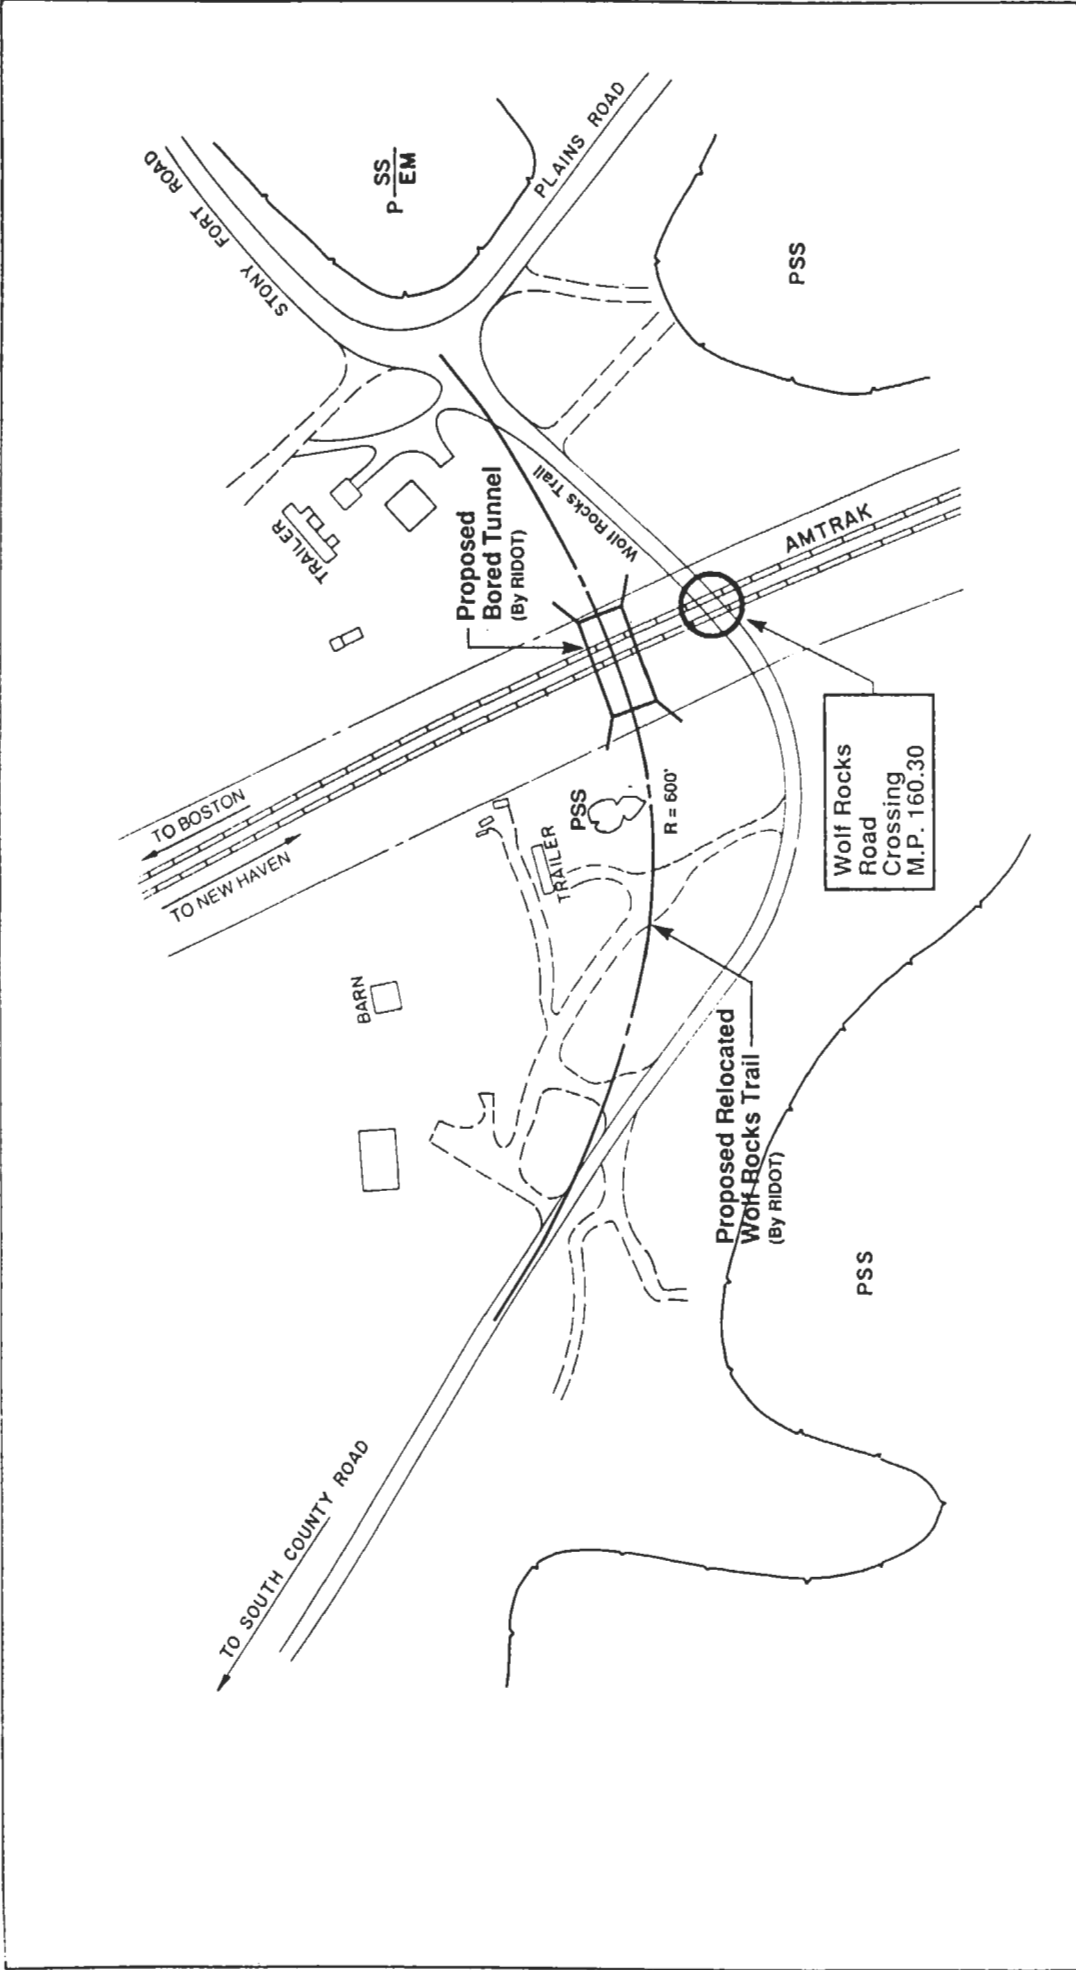 STONY FORT ROAD
P SS
EM
PLAINS ROAD
PSS
TRAILER
Proposed
Bored Tunnel
(By RIDOT)
Wolf Rocks Trail
AMTRAK
TO BOSTON
TO NEW HAVEN
PSS
TRAILER
R = 600'
Wolf Rocks
Road
Crossing
M.P. 160.30
BARN
Proposed Relocated
Wolf Rocks Trail
(By RIDOT)
PSS
TO SOUTH COUNTY ROAD